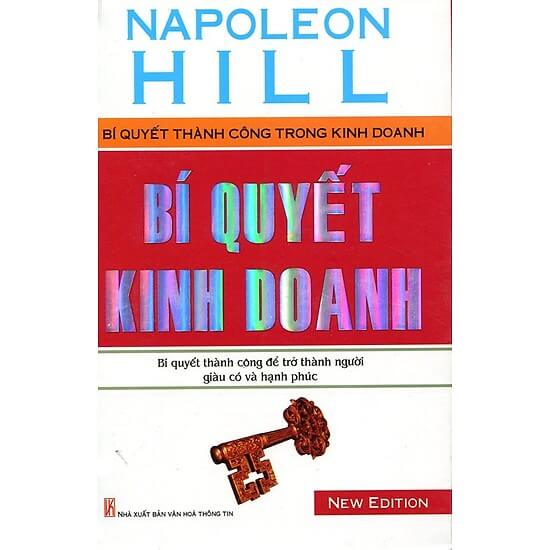 NAPOLEON
HILL
BÍ QUYẾT THÀNH CÔNG TRONG KINH DOANH
BÍ QUYẾT
KINH DOANH
Bí quyết thành công để trở thành người
giàu có và hạnh phúc
NEW EDITION
NHÀ XUẤT BẢN VĂN HOÁ THÔNG TIN